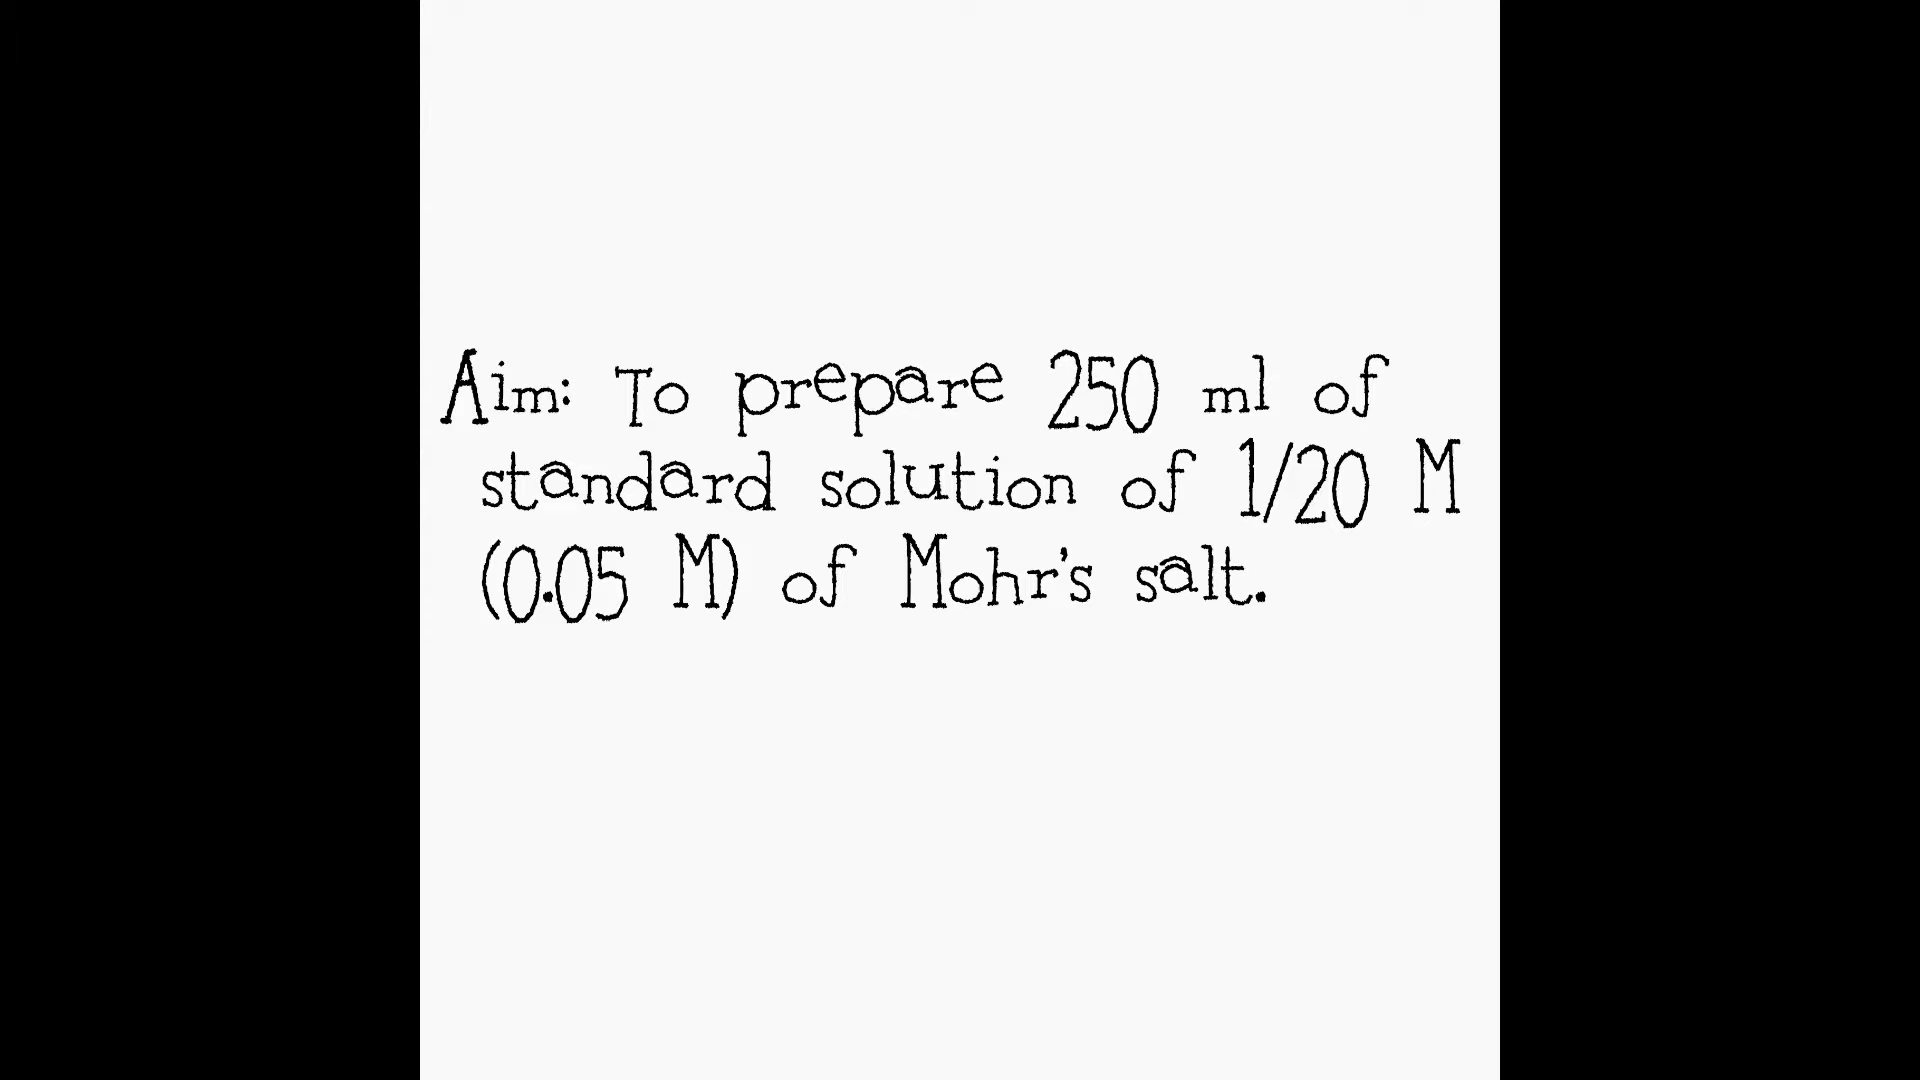 Aim: To prepare 250 ml of
standard solution of 1/20 M
(0.05 M) of Mohr's salt.